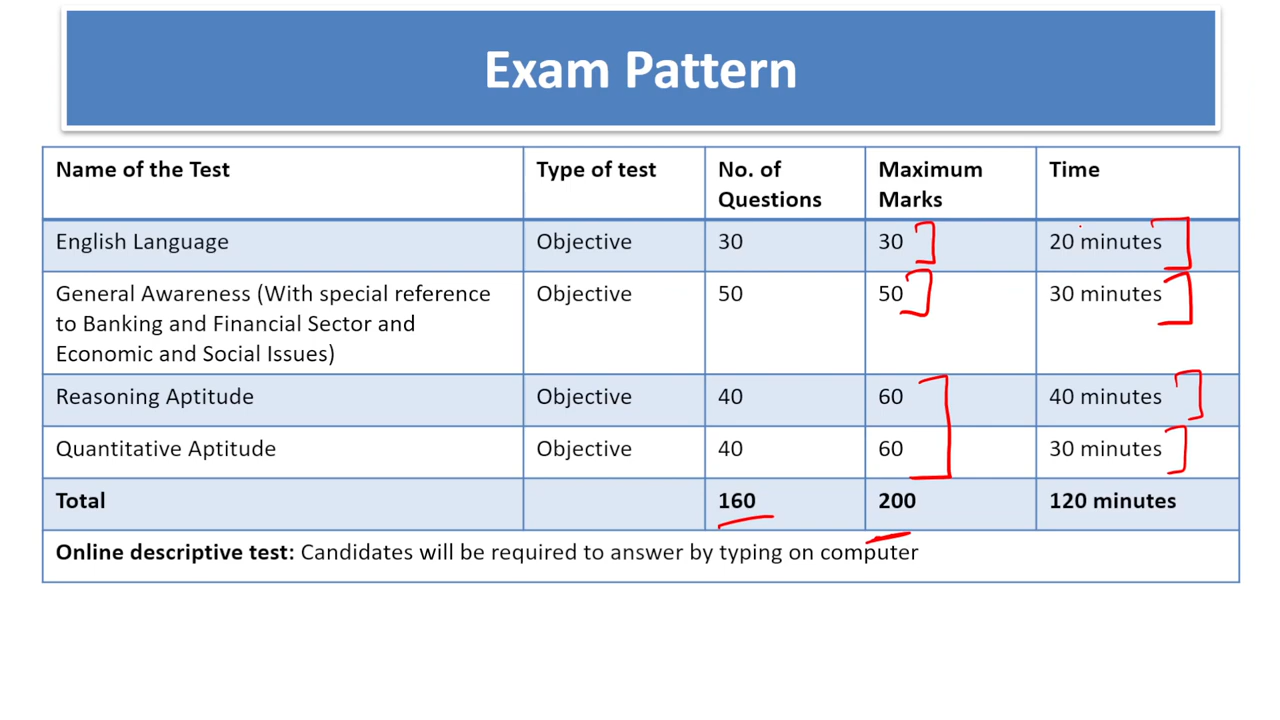 Exam Pattern
Name of the Test Type of test No. of Questions Maximum Marks Time
English Language Objective 30 30 20 minutes
General Awareness (With special reference to Banking and Financial Sector and Economic and Social Issues) Objective 50 50 30 minutes
Reasoning Aptitude Objective 40 60 40 minutes
Quantitative Aptitude Objective 40 60 30 minutes
Total 160 200 120 minutes
Online descriptive test: Candidates will be required to answer by typing on computer